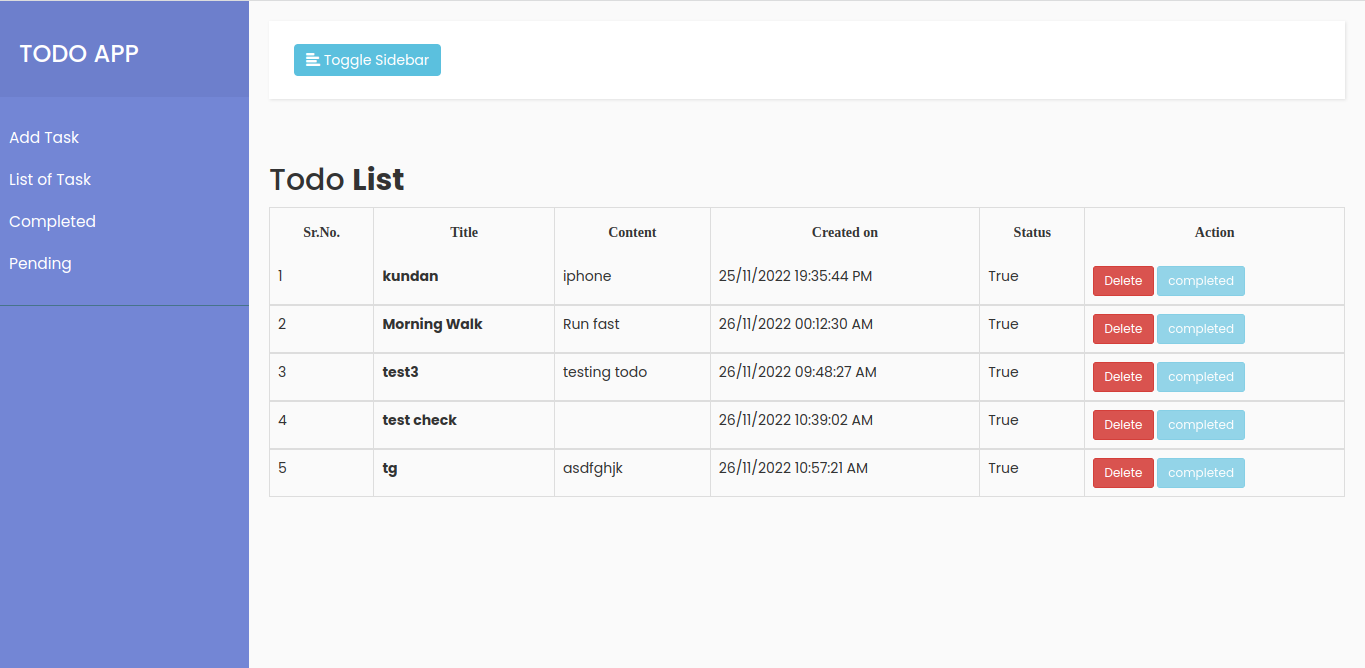 TODO APP
Toggle Sidebar
Add Task
List of Task
Completed
Pending
Todo List
Sr.No. Title Content Created on Status Action
1 kundan iphone 25/11/2022 19:35:44 PM True Delete completed
2 Morning Walk Run fast 26/11/2022 00:12:30 AM True Delete completed
3 test3 testing todo 26/11/2022 09:48:27 AM True Delete completed
4 test check 26/11/2022 10:39:02 AM True Delete completed
5 tg asdfghjk 26/11/2022 10:57:21 AM True Delete completed